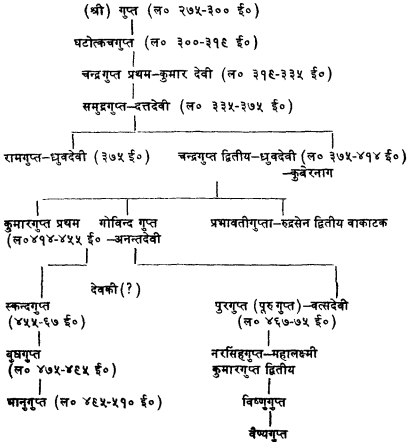 (श्री) गुप्त (ल० २७५-३०० ई०)
घटोत्कचगुप्त (ल० ३००-३१९ ई०)
चन्द्रगुप्त प्रथम-कुमार देवी (ल० ३१९-३३५ ई०)
समुद्रगुप्त-दत्तदेवी (ल० ३३५-३७५ ई०)
रामगुप्त-ध्रुवदेवी (३७५ ई०) चन्द्रगुप्त द्वितीय-ध्रुवदेवी (ल० ३७५-४१४ ई०)
-कुबेरनाग
कुमारगुप्त प्रथम गोविन्द गुप्त प्रभावतीगुप्ता-रुद्रसेन द्वितीय वाकाटक
(ल०४१४-४५५ ई० -अनन्तदेवी
देवकी (?)
स्कन्दगुप्त पुरगुप्त (पूरुगुप्त)-वत्सदेवी
(४५५-६७ ई०) (ल० ४६७-७५ ई०)
बुधगुप्त नरसिंहगुप्त-महालक्ष्मी
(ल० ४७५-४९५ ई०) कुमारगुप्त द्वितीय
भानुगुप्त (ल० ४९५-५१० ई०) विष्णुगुप्त
वैण्यगुप्त